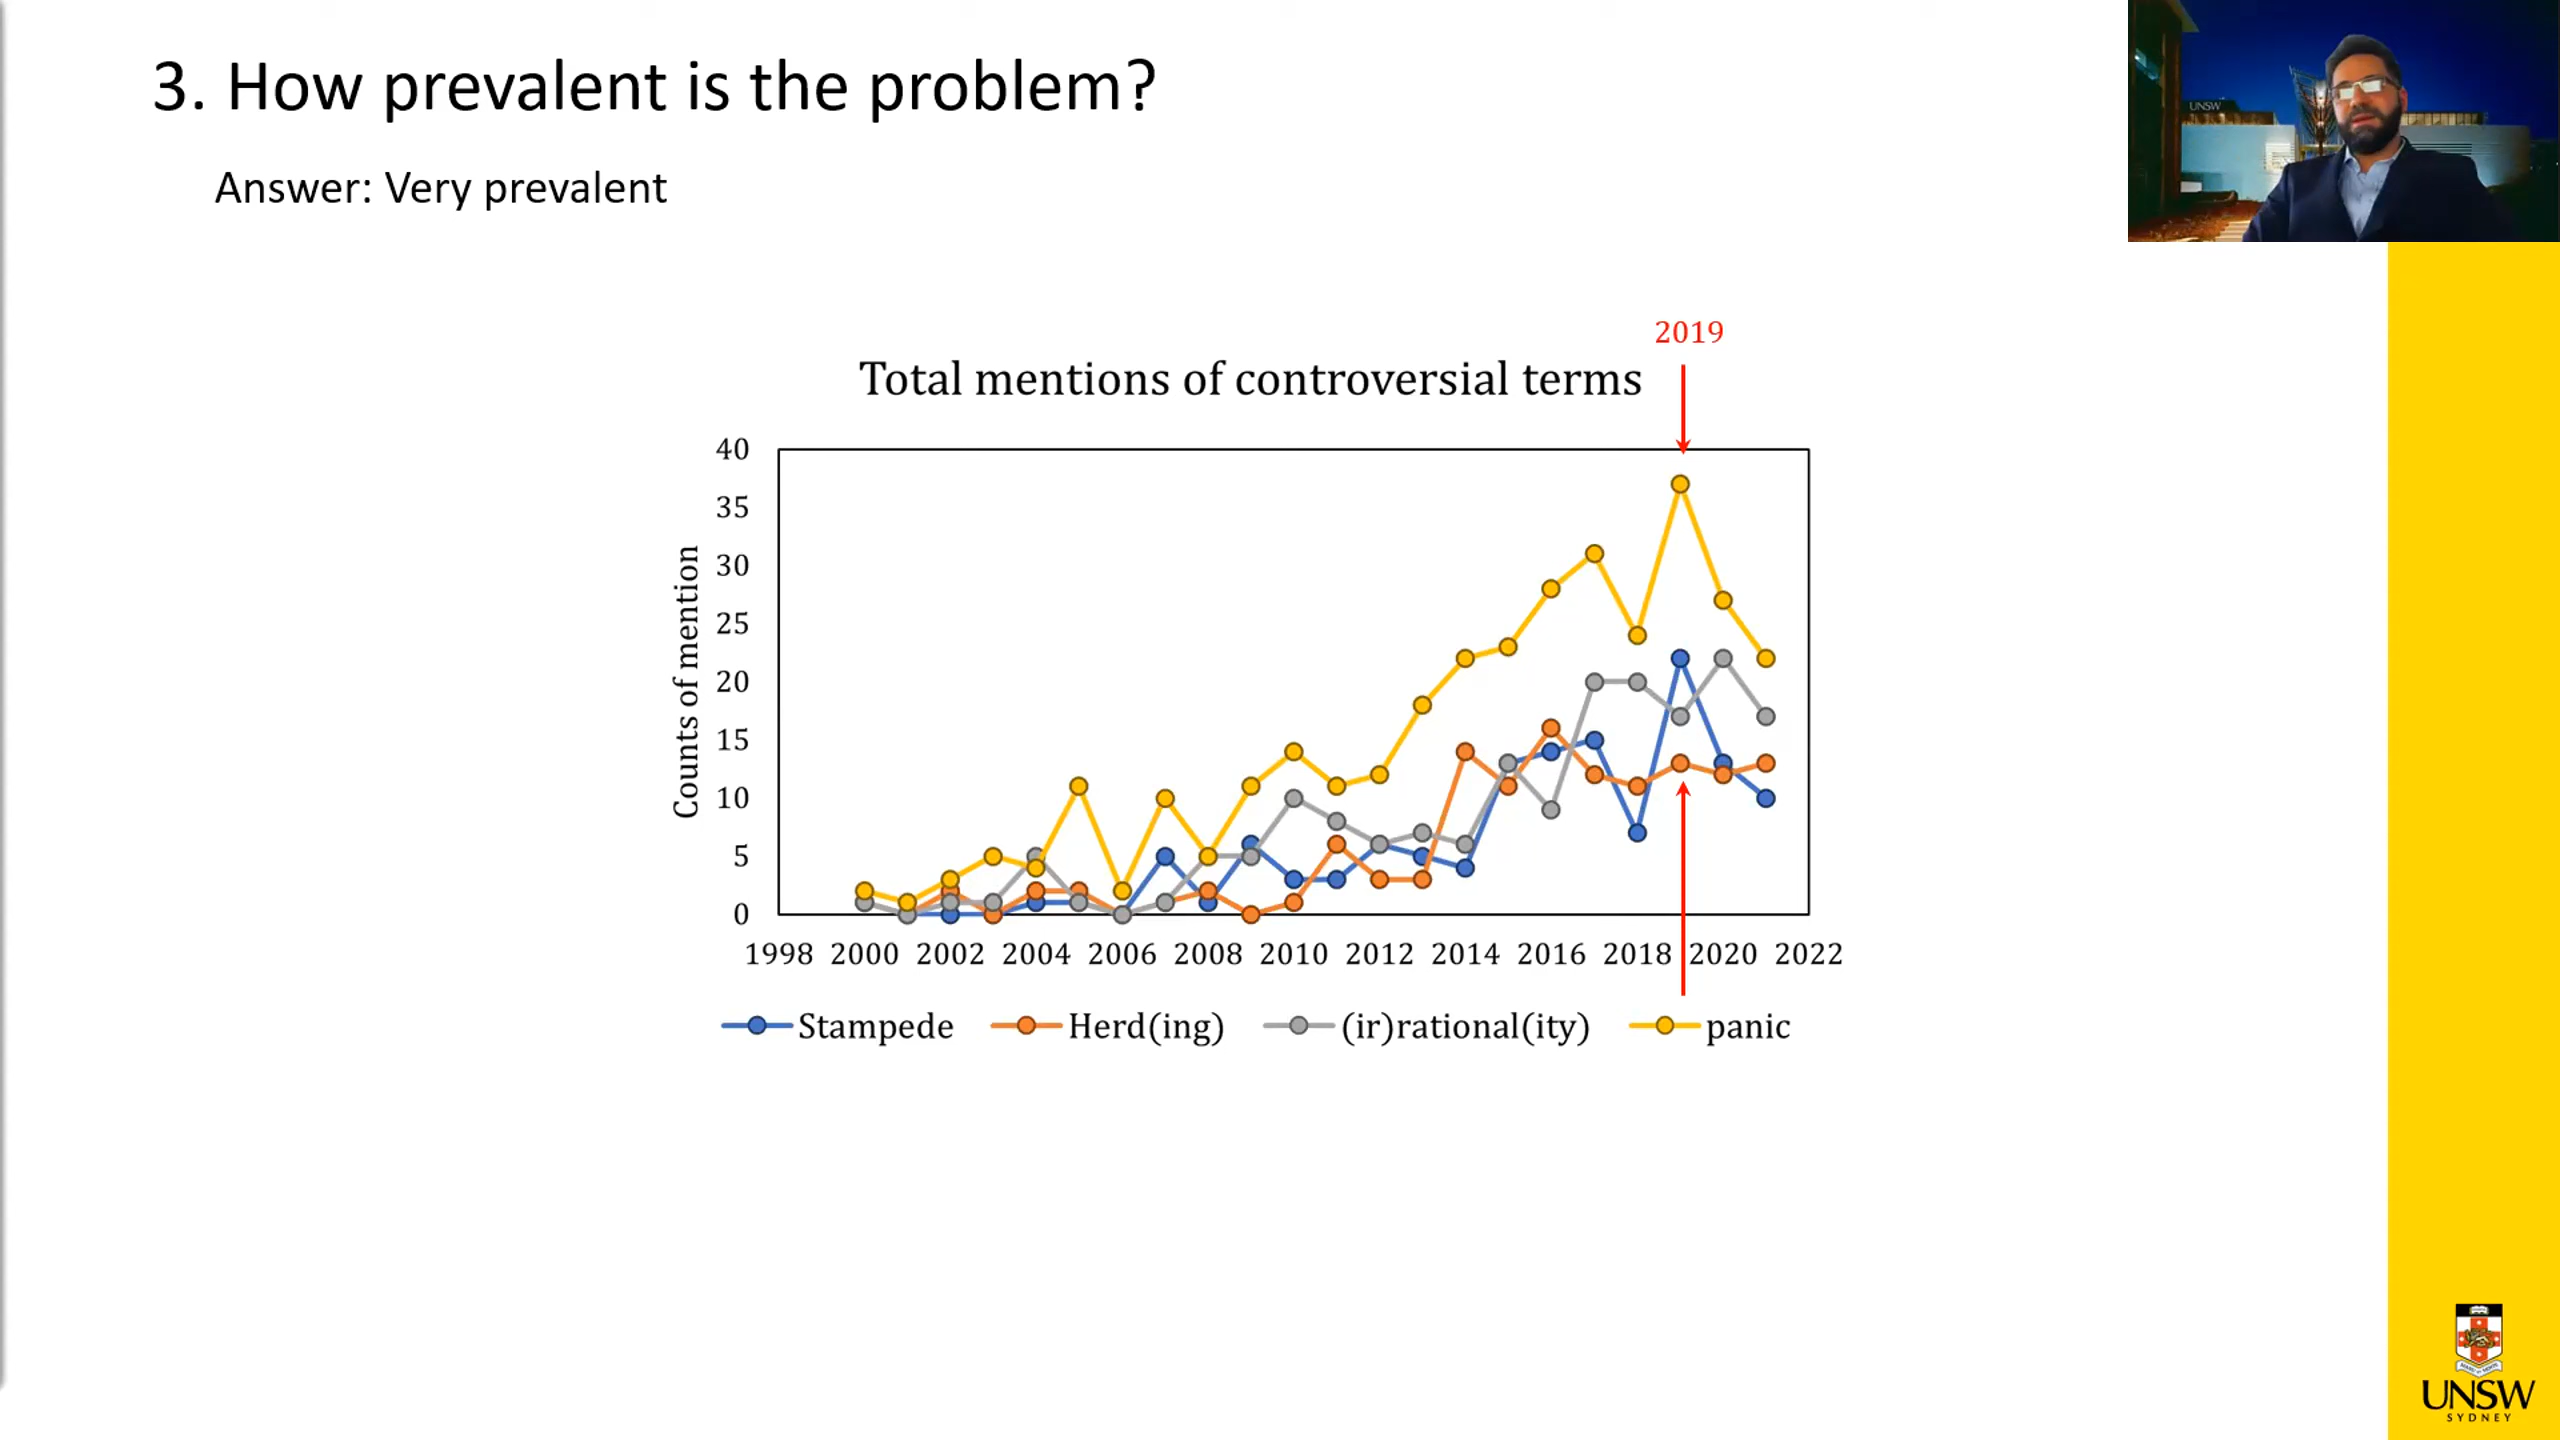 3. How prevalent is the problem?
Answer: Very prevalent
UNSW
2019
Total mentions of controversial terms
Counts of mention
40
35
30
25
20
15
10
5
0
1998 2000 2002 2004 2006 2008 2010 2012 2014 2016 2018 2020 2022
Stampede Herd(ing) (ir)rational(ity) panic
UNSW
SYDNEY